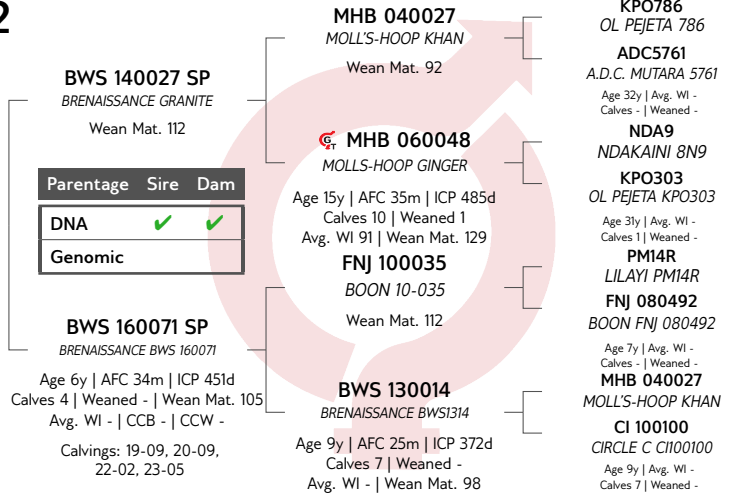 2
BWS 140027 SP
BRENAISSANCE GRANITE
Wean Mat. 112
Parentage Sire Dam
DNA ✔ ✔
Genomic
BWS 160071 SP
BRENAISSANCE BWS 160071
Age 6y | AFC 34m | ICP 451d
Calves 4 | Weaned - | Wean Mat. 105
Avg. WI - | CCB - | CCW -
Calvings: 19-09, 20-09,
22-02, 23-05
MHB 040027
MOLL'S-HOOP KHAN
Wean Mat. 92
GT MHB 060048
MOLLS-HOOP GINGER
Age 15y | AFC 35m | ICP 485d
Calves 10 | Weaned 1
Avg. WI 91 | Wean Mat. 129
FNJ 100035
BOON 10-035
Wean Mat. 112
BWS 130014
BRENAISSANCE BWS1314
Age 9y | AFC 25m | ICP 372d
Calves 7 | Weaned -
Avg. WI - | Wean Mat. 98
KPO786
OL PEJETA 786
ADC5761
A.D.C. MUTARA 5761
Age 32y | Avg. WI -
Calves - | Weaned -
NDA9
NDAKAINI 8N9
KPO303
OL PEJETA KPO303
Age 31y | Avg. WI -
Calves 1 | Weaned -
PM14R
LILAYI PM14R
FNJ 080492
BOON FNJ 080492
Age 7y | Avg. WI -
Calves - | Weaned -
MHB 040027
MOLL'S-HOOP KHAN
CI 100100
CIRCLE C CI100100
Age 9y | Avg. WI -
Calves 7 | Weaned -